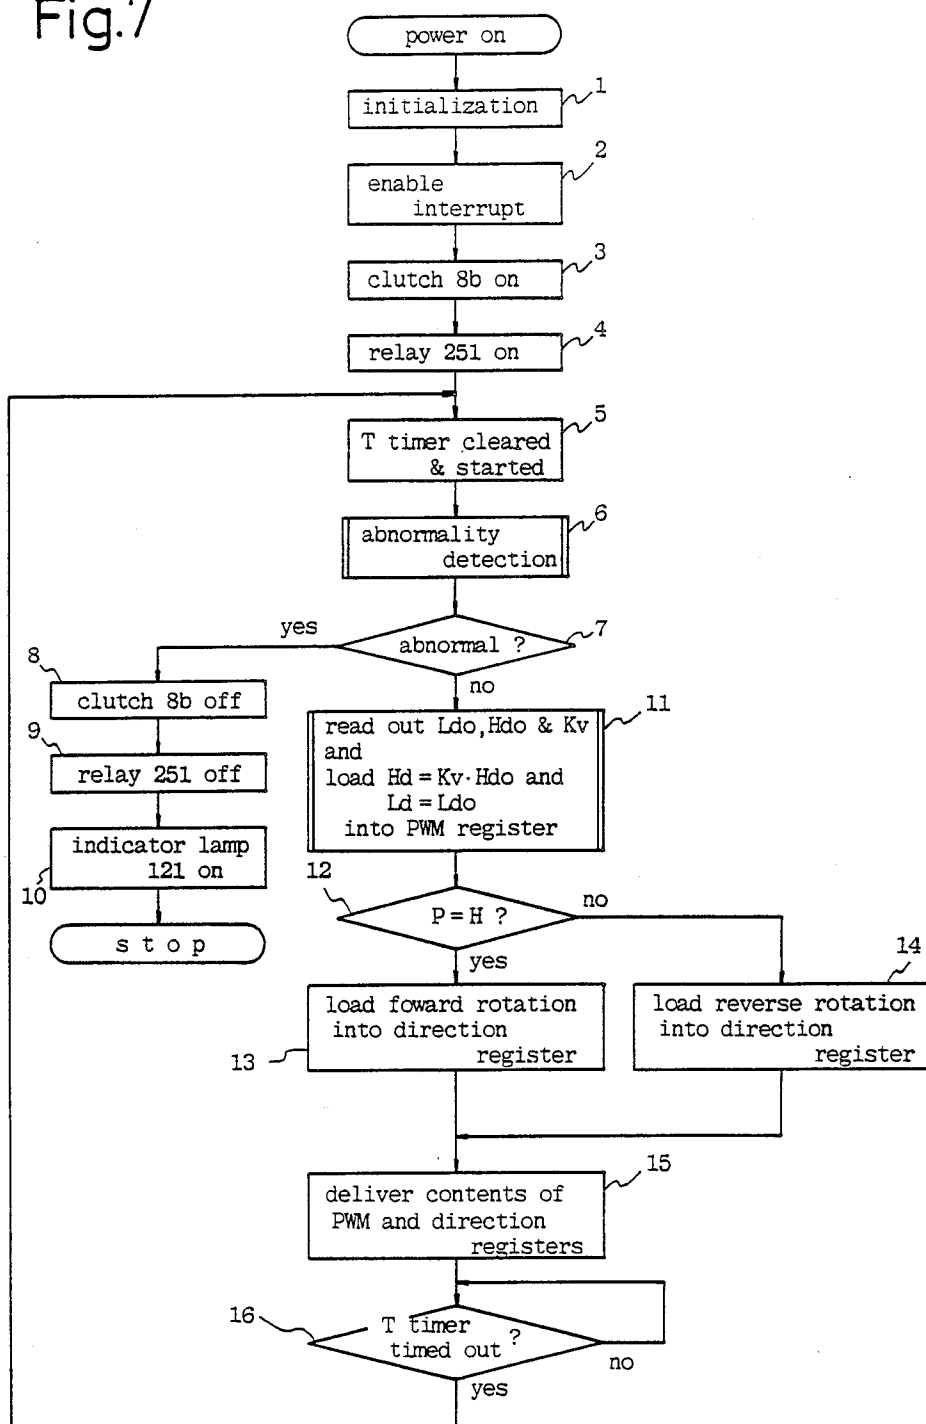 Fig.7
power on
1
initialization
2
enable
interrupt
3
clutch 8b on
4
relay 251 on
5
T timer cleared
& started
6
abnormality
detection
yes
abnormal ?
7
no
8
clutch 8b off
9
relay 251 off
indicator lamp
121 on
10
stop
11
read out Ldo,Hdo & Kv
and
load Hd = Kv·Hdo and
Ld = Ldo
into PWM register
12
P = H ?
no
yes
13
load foward rotation
into direction
register
14
load reverse rotation
into direction
register
15
deliver contents of
PWM and direction
registers
16
T timer
timed out ?
no
yes